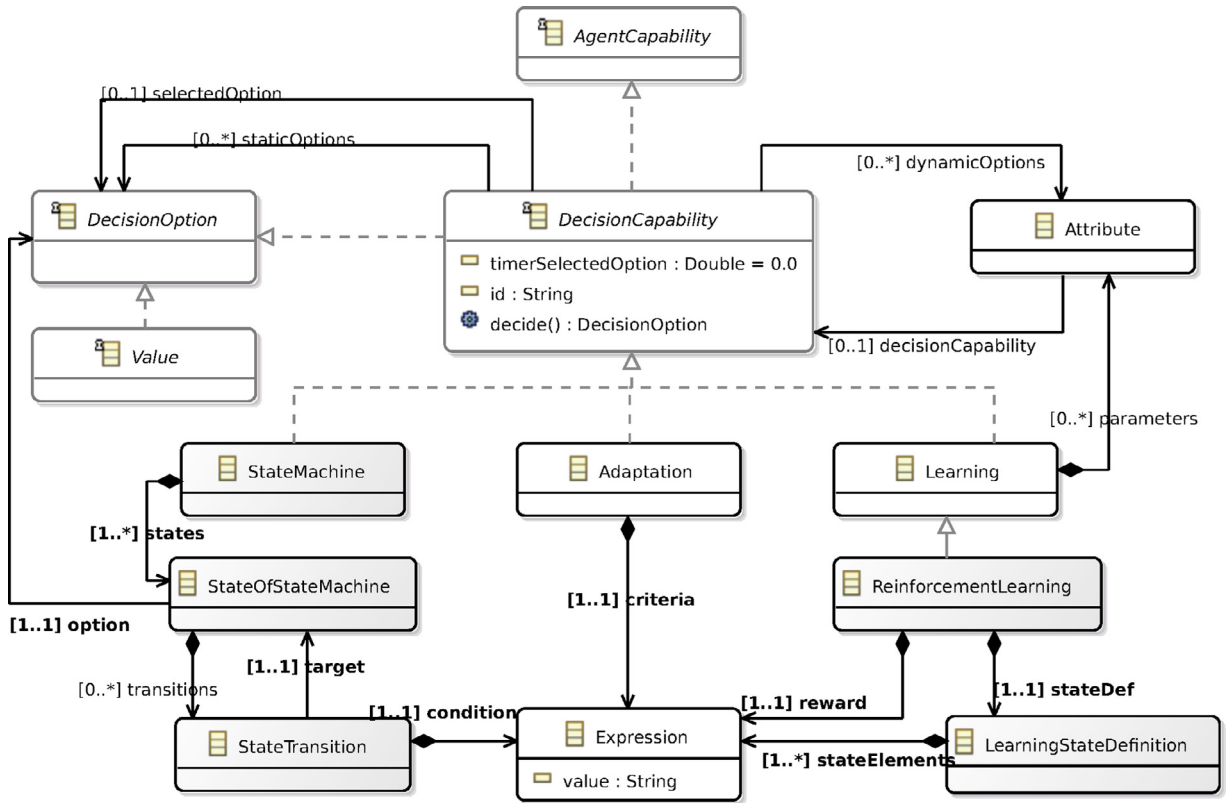 AgentCapability
[0..1] selectedOption
[0..*] staticOptions
[0..*] dynamicOptions
DecisionOption
DecisionCapability
Attribute
timerSelectedOption : Double = 0.0
id : String
decide() : DecisionOption
Value
[0..1] decisionCapability
[0..*] parameters
StateMachine
Adaptation
Learning
[1..*] states
StateOfStateMachine
ReinforcementLearning
[1..1] option
[1..1] criteria
[1..1] target
[0..*] transitions
[1..1] stateDef
[1..1] reward
[1..1] condition
StateTransition
Expression
LearningStateDefinition
[1..*] stateElements
value : String